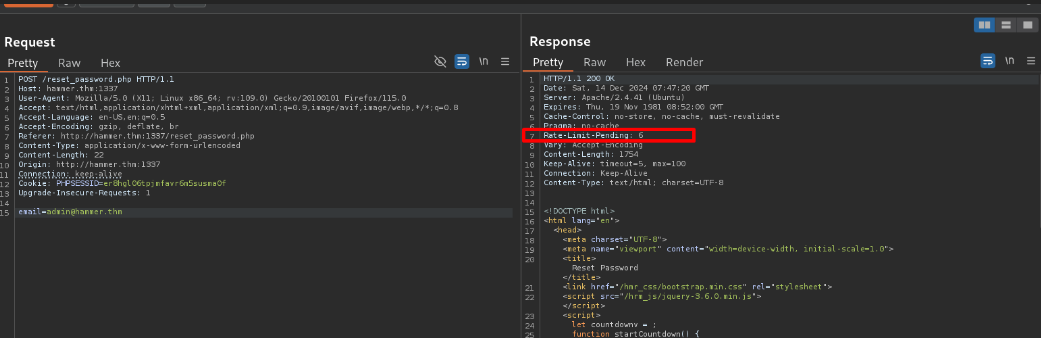 Request
Pretty Raw Hex
\n
1 POST /reset_password.php HTTP/1.1
2 Host: hammer.thm:1337
3 User-Agent: Mozilla/5.0 (X11; Linux x86_64; rv:109.0) Gecko/20100101 Firefox/115.0
4 Accept: text/html,application/xhtml+xml,application/xml;q=0.9,image/avif,image/webp,*/*;q=0.8
5 Accept-Language: en-US,en;q=0.5
6 Accept-Encoding: gzip, deflate, br
7 Referer: http://hammer.thm:1337/reset_password.php
8 Content-Type: application/x-www-form-urlencoded
9 Content-Length: 22
10 Origin: http://hammer.thm:1337
11 Connection: keep-alive
12 Cookie: PHPSESSID=er8hgl06tpjmfavr6m5susma0f
13 Upgrade-Insecure-Requests: 1
14
15 email=admin@hammer.thm
Response
Pretty Raw Hex Render
\n
1 HTTP/1.1 200 OK
2 Date: Sat, 14 Dec 2024 07:47:20 GMT
3 Server: Apache/2.4.41 (Ubuntu)
4 Expires: Thu, 19 Nov 1981 08:52:00 GMT
5 Cache-Control: no-store, no-cache, must-revalidate
6 Pragma: no-cache
7 Rate-Limit-Pending: 6
8 Vary: Accept-Encoding
9 Content-Length: 1754
10 Keep-Alive: timeout=5, max=100
11 Connection: Keep-Alive
12 Content-Type: text/html; charset=UTF-8
13
14
15 <!DOCTYPE html>
16 <html lang="en">
17 <head>
18 <meta charset="UTF-8">
19 <meta name="viewport" content="width=device-width, initial-scale=1.0">
20 <title>
Reset Password
</title>
21 <link href="/hmr_css/bootstrap.min.css" rel="stylesheet">
22 <script src="/hrm_js/jquery-3.6.0.min.js">
</script>
23 <script>
24 let countdownv = ;
25 function startCountdown() {